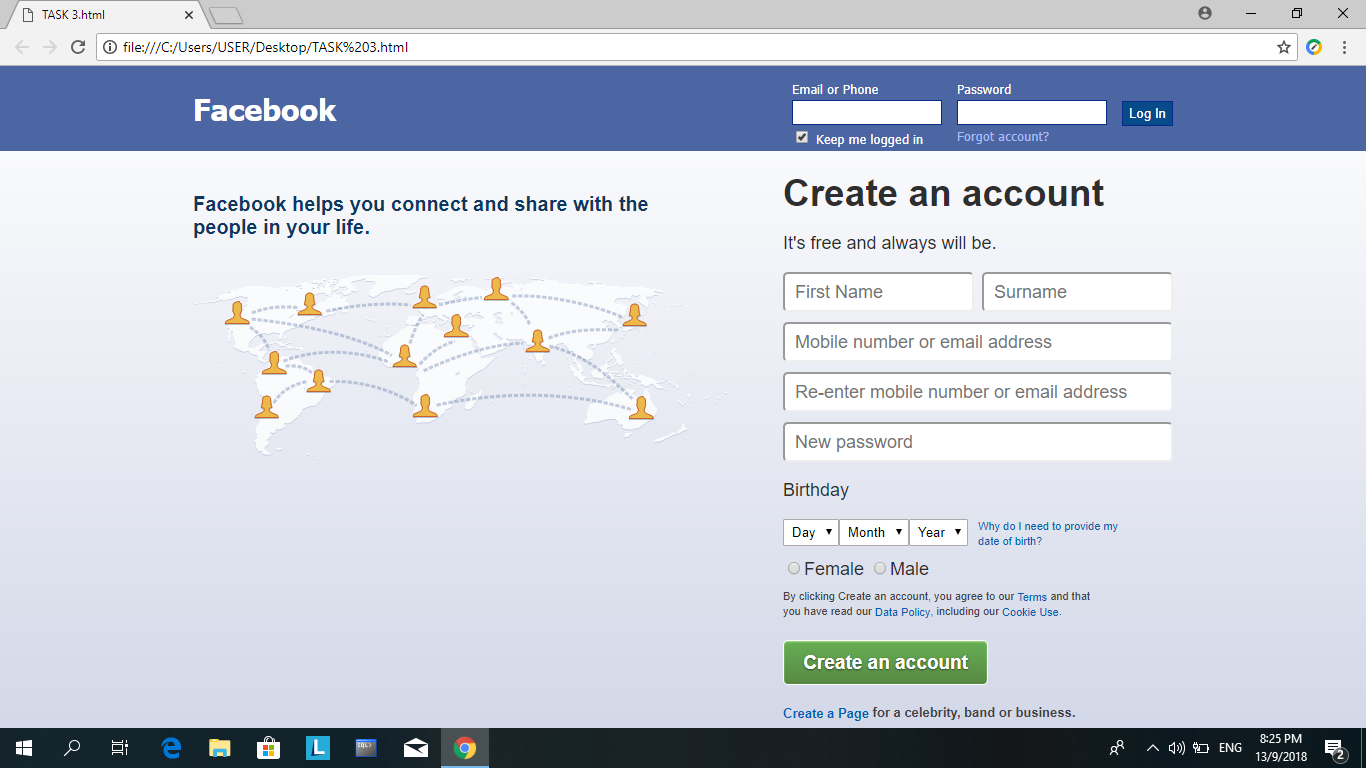 TASK 3.html
file:///C:/Users/USER/Desktop/TASK%203.html
Facebook
Email or Phone
Password
Log In
Keep me logged in
Forgot account?
Facebook helps you connect and share with the
people in your life.
Create an account
It's free and always will be.
First Name
Surname
Mobile number or email address
Re-enter mobile number or email address
New password
Birthday
Day
Month
Year
Why do I need to provide my
date of birth?
Female
Male
By clicking Create an account, you agree to our Terms and that
you have read our Data Policy, including our Cookie Use.
Create an account
Create a Page for a celebrity, band or business.
L
SQL)
ENG
8:25 PM
13/9/2018
2